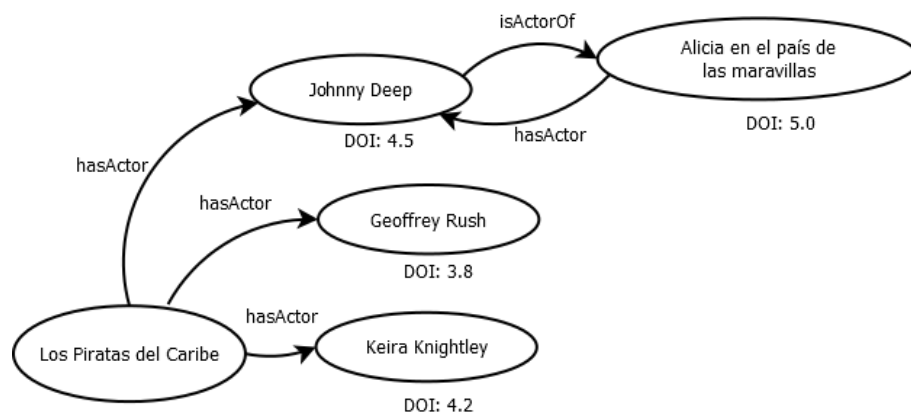 isActorOf
Alicia en el país de
las maravillas
Johnny Deep
hasActor
DOI: 5.0
DOI: 4.5
hasActor
hasActor
Geoffrey Rush
DOI: 3.8
hasActor
Los Piratas del Caribe
Keira Knightley
DOI: 4.2